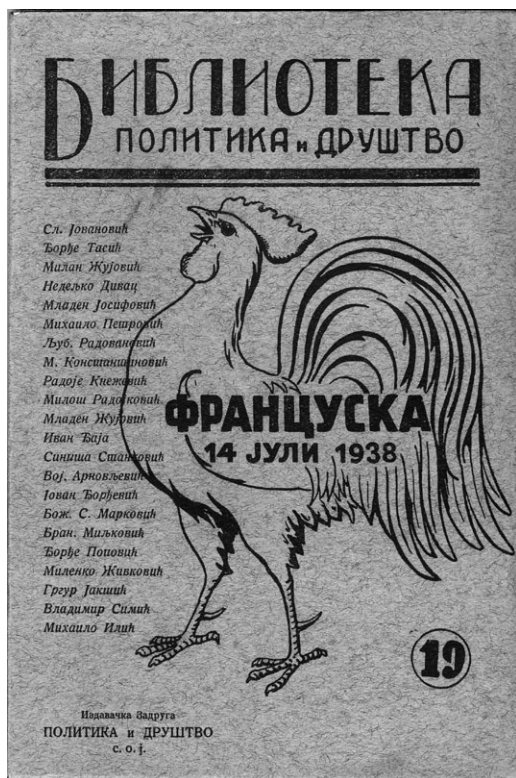 БИБЛИОТЕКА
ПОЛИТИКА и ДРУШТВО
Сл. Јовановић
Ђорђе Тасић
Милан Жујовић
Недељко Дивац
Младен Јосифовић
Михаило Петровић
Љуб. Радовановић
М. Константиновић
Радоје Кнежевић
Милош Радојковић
Младен Жујовић
Иван Ђаја
Синиша Станковић
Вој. Арновљевић
Јован Ђорђевић
Бож. С. Марковић
Бран. Миљковић
Ђорђе Поповић
Миленко Живковић
Гргур Јакшић
Владимир Симић
Михаило Илић
ФРАНЦУСКА
14 ЈУЛИ 1938
19
Издавачка Задруга
ПОЛИТИКА и ДРУШТВО
с. о. ј.